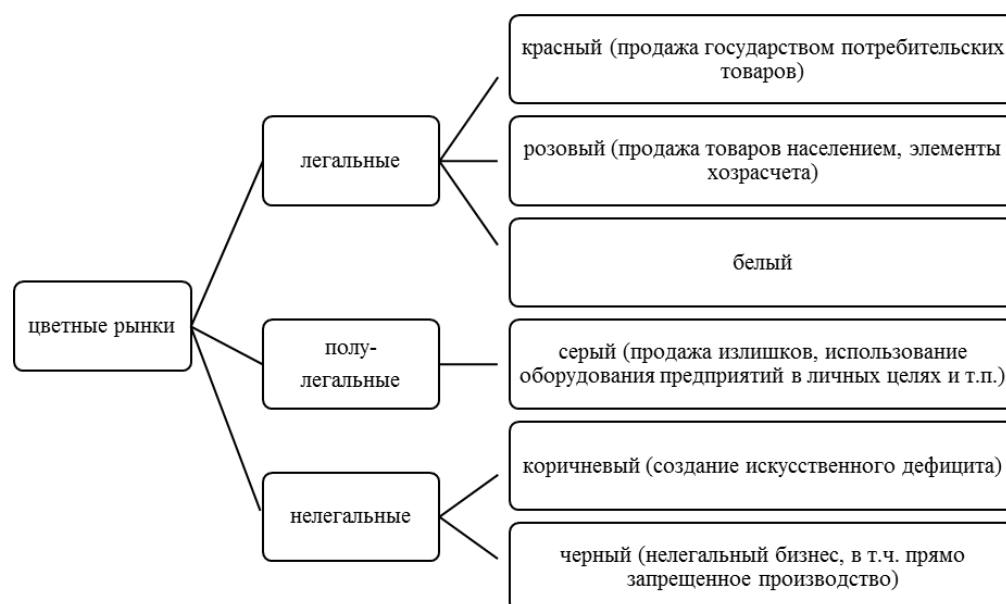 красный (продажа государством потребительских
товаров)
легальные
розовый (продажа товаров населением, элементы
хозрасчета)
белый
цветные рынки
полу-
легальные
серый (продажа излишков, использование
оборудования предприятий в личных целях и т.п.)
коричневый (создание искусственного дефицита)
нелегальные
черный (нелегальный бизнес, в т.ч. прямо
запрещенное производство)